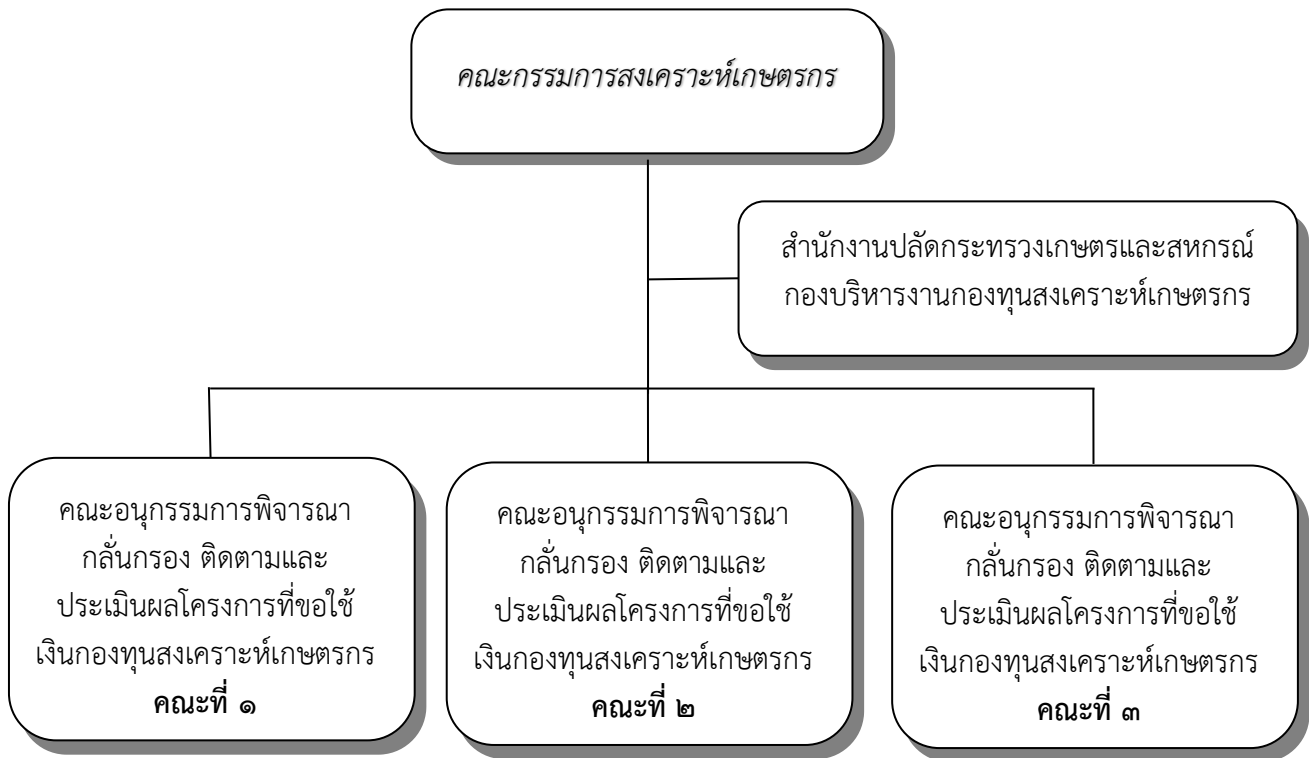 คณะกรรมการสงเคราะห์เกษตรกร
สำนักงานปลัดกระทรวงเกษตรและสหกรณ์
กองบริหารงานกองทุนสงเคราะห์เกษตรกร
คณะอนุกรรมการพิจารณา
กลั่นกรอง ติดตามและ
ประเมินผลโครงการที่ขอใช้
เงินกองทุนสงเคราะห์เกษตรกร
คณะที่ ๑
คณะอนุกรรมการพิจารณา
กลั่นกรอง ติดตามและ
ประเมินผลโครงการที่ขอใช้
เงินกองทุนสงเคราะห์เกษตรกร
คณะที่ ๒
คณะอนุกรรมการพิจารณา
กลั่นกรอง ติดตามและ
ประเมินผลโครงการที่ขอใช้
เงินกองทุนสงเคราะห์เกษตรกร
คณะที่ ๓